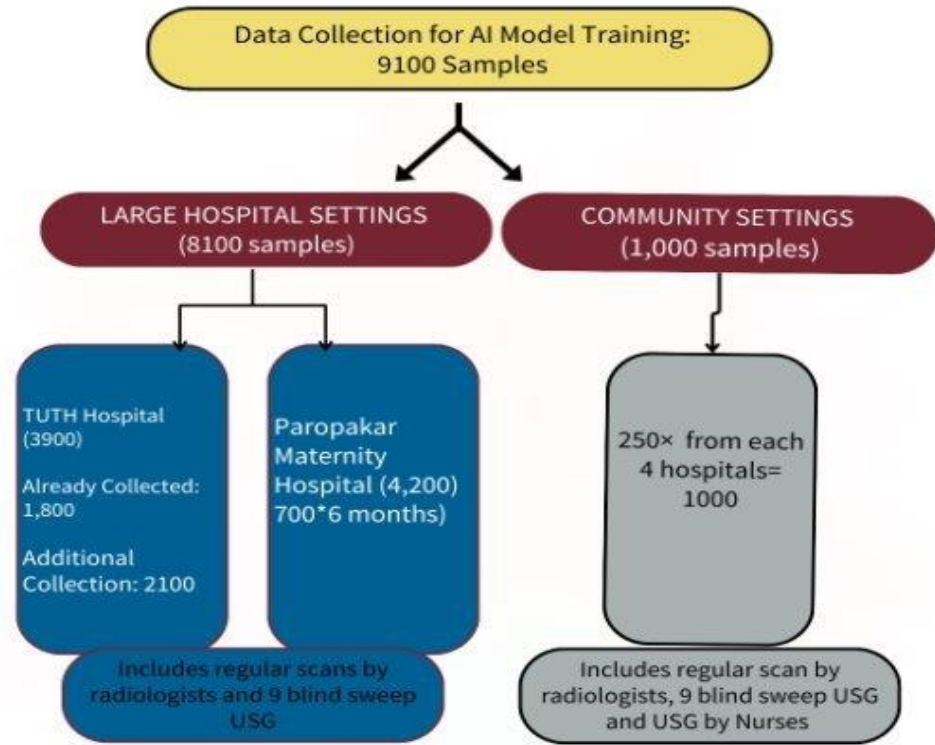 Data Collection for AI Model Training:
9100 Samples
LARGE HOSPITAL SETTINGS
(8100 samples)
COMMUNITY SETTINGS
(1,000 samples)
TUTH Hospital
(3900)
Already Collected:
1,800
Additional
Collection: 2100
Paropakar
Maternity
Hospital (4,200)
700*6 months)
250× from each
4 hospitals=
1000
Includes regular scans by
radiologists and 9 blind sweep
USG
Includes regular scan by
radiologists, 9 blind sweep USG
and USG by Nurses